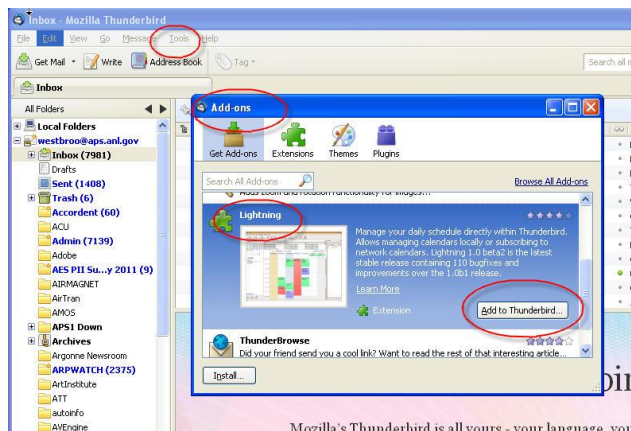 Inbox - Mozilla Thunderbird
File Edit View Go Message Tools Help
Get Mail Write Address Book Tag
Search all
Inbox
All Folders
Local Folders
westbroo@aps.anl.gov
Inbox (7981)
Drafts
Sent (1408)
Trash (6)
Accordent (60)
ACU
Admin (7139)
Adobe
AES PII Su...y 2011 (9)
AIRMAGNET
AirTran
AMOS
APS1 Down
Archives
Argonne Newsroom
ARPWATCH (2375)
ArtInstitute
ATT
autoinfo
AVEngine
Add-ons
Get Add-ons Extensions Themes Plugins
Search All Add-ons
Browse All Add-ons
Adds zoom and rotation functionality for images...
Lightning
Manage your daily schedule directly within Thunderbird.
Allows managing calendars locally or subscribing to
network calendars. Lightning 1.0 beta2 is the latest
stable release containing 110 bugfixes and
improvements over the 1.0b1 release.
Learn More
Extension
Add to Thunderbird...
ThunderBrowse
Did your friend send you a cool link? Want to read the rest of that interesting article...
Install...
Mozilla's Thunderbird is all yours - your language, you